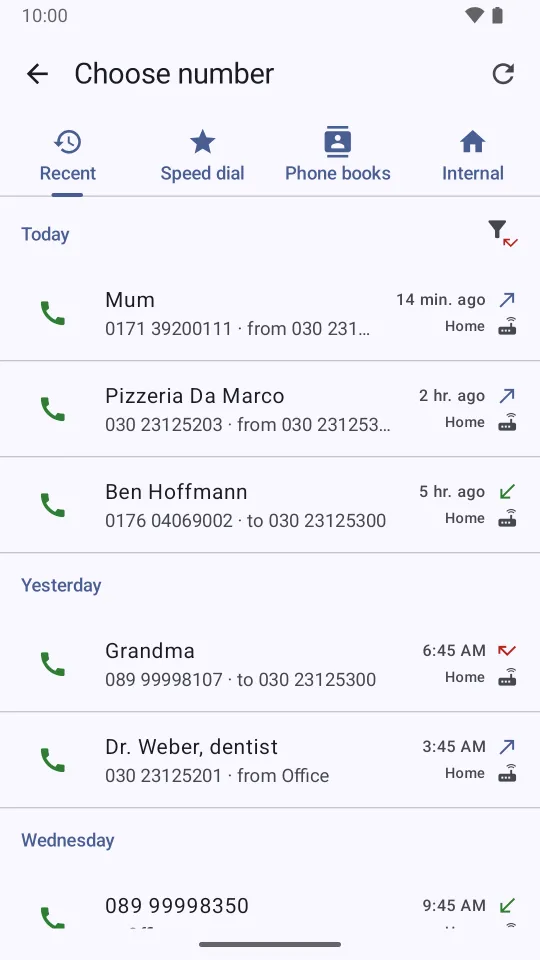 10:00
Choose number
Recent
Speed dial
Phone books
Internal
Today
Mum
14 min. ago
0171 39200111 · from 030 231…
Home
Pizzeria Da Marco
2 hr. ago
030 23125203 · from 030 231253…
Home
Ben Hoffmann
5 hr. ago
0176 04069002 · to 030 23125300
Home
Yesterday
Grandma
6:45 AM
089 99998107 · to 030 23125300
Home
Dr. Weber, dentist
3:45 AM
030 23125201 · from Office
Home
Wednesday
089 99998350
9:45 AM